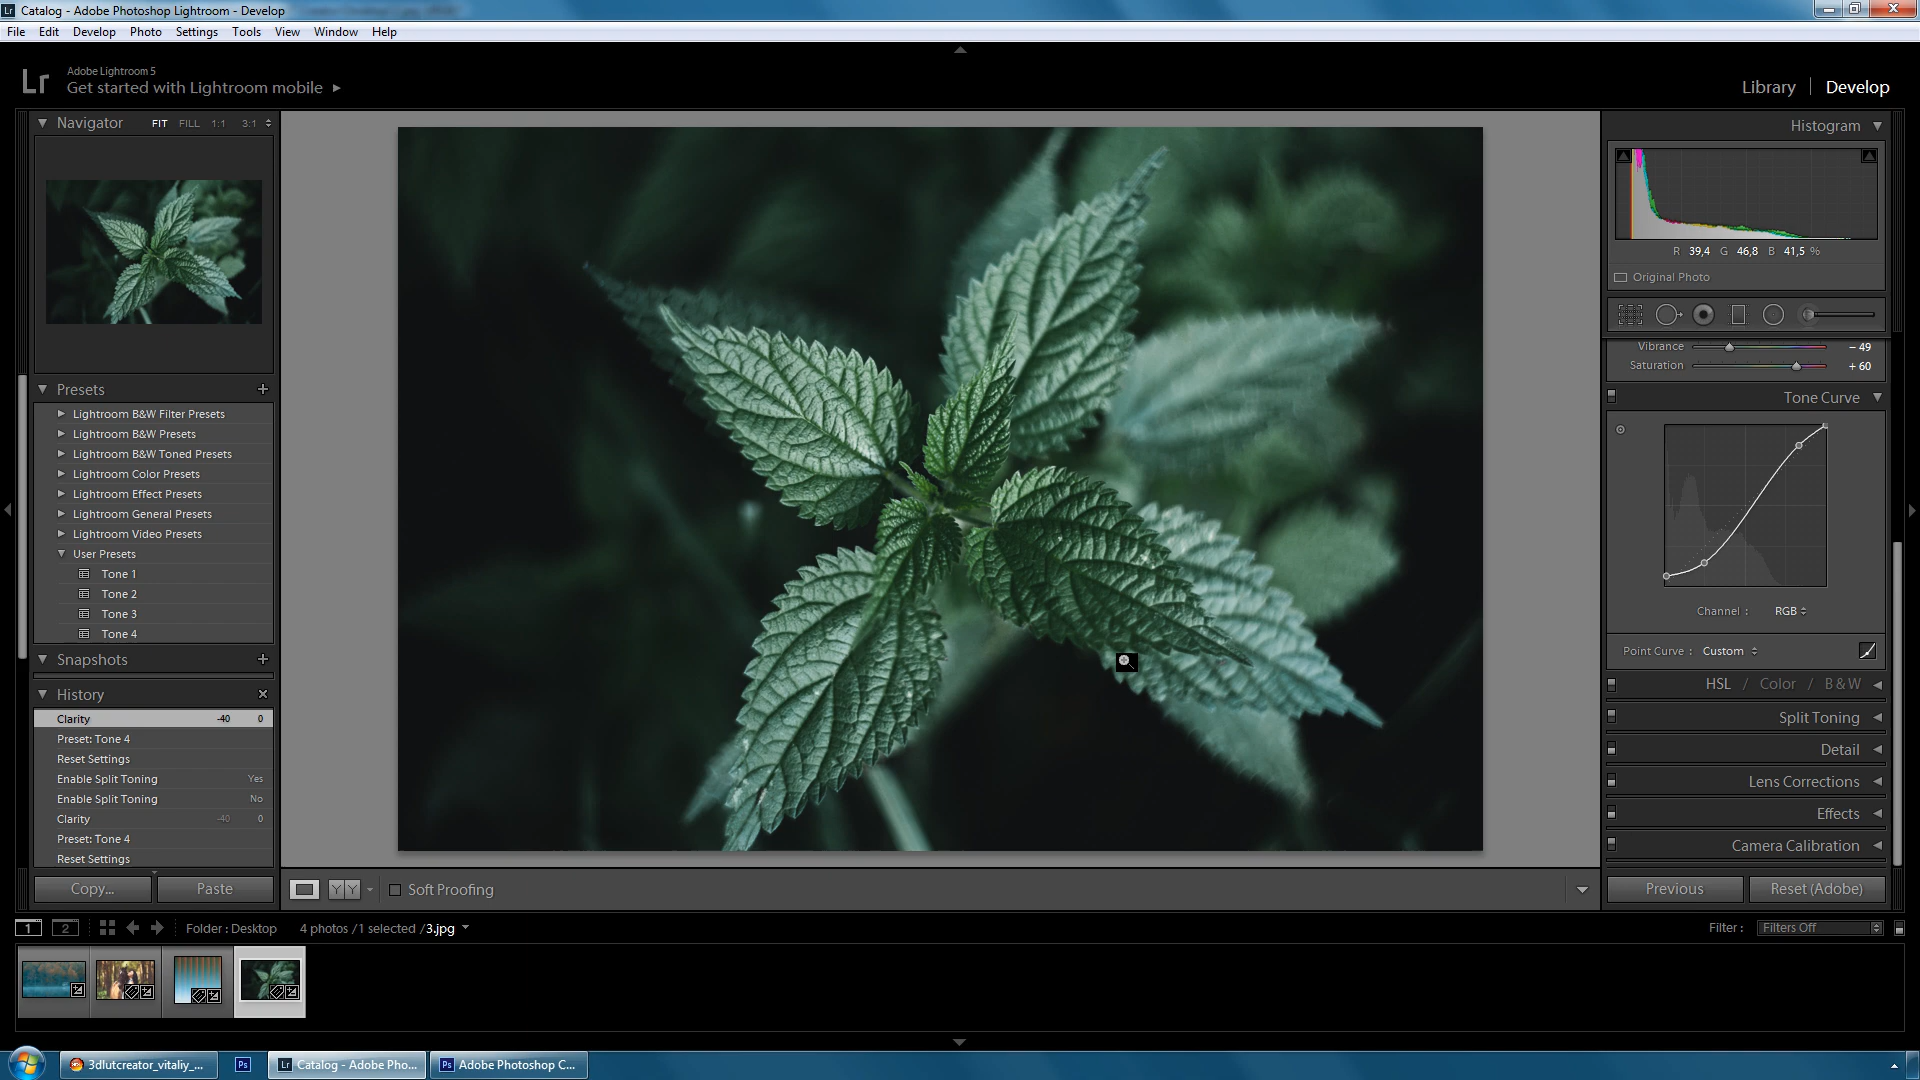 Catalog - Adobe Photoshop Lightroom - Develop
File Edit Develop Photo Settings Tools View Window Help
Lr
Adobe Lightroom 5
Get started with Lightroom mobile
Library | Develop
Navigator FIT FILL 1:1 3:1
Presets
Lightroom B&W Filter Presets
Lightroom B&W Presets
Lightroom B&W Toned Presets
Lightroom Color Presets
Lightroom Effect Presets
Lightroom General Presets
Lightroom Video Presets
User Presets
Tone 1
Tone 2
Tone 3
Tone 4
Snapshots
History
Clarity -40 0
Preset: Tone 4
Reset Settings
Enable Split Toning Yes
Enable Split Toning No
Clarity -40 0
Preset: Tone 4
Reset Settings
Copy... Paste
Soft Proofing
Histogram
R 39,4 G 46,8 B 41,5 %
Original Photo
Vibrance - 49
Saturation + 60
Tone Curve
Channel : RGB
Point Curve : Custom
HSL / Color / B & W
Split Toning
Detail
Lens Corrections
Effects
Camera Calibration
Previous Reset (Adobe)
1 2 Folder : Desktop 4 photos /1 selected /3.jpg
Filter : Filters Off
3dlutcreator_vitaliy_... Ps Lr Catalog - Adobe Pho... Ps Adobe Photoshop C...